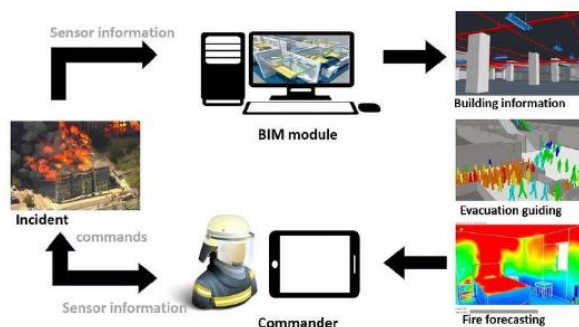 Sensor information
BIM module
Building information
Incident
Evacuation guiding
commands
Sensor information
Commander
Fire forecasting